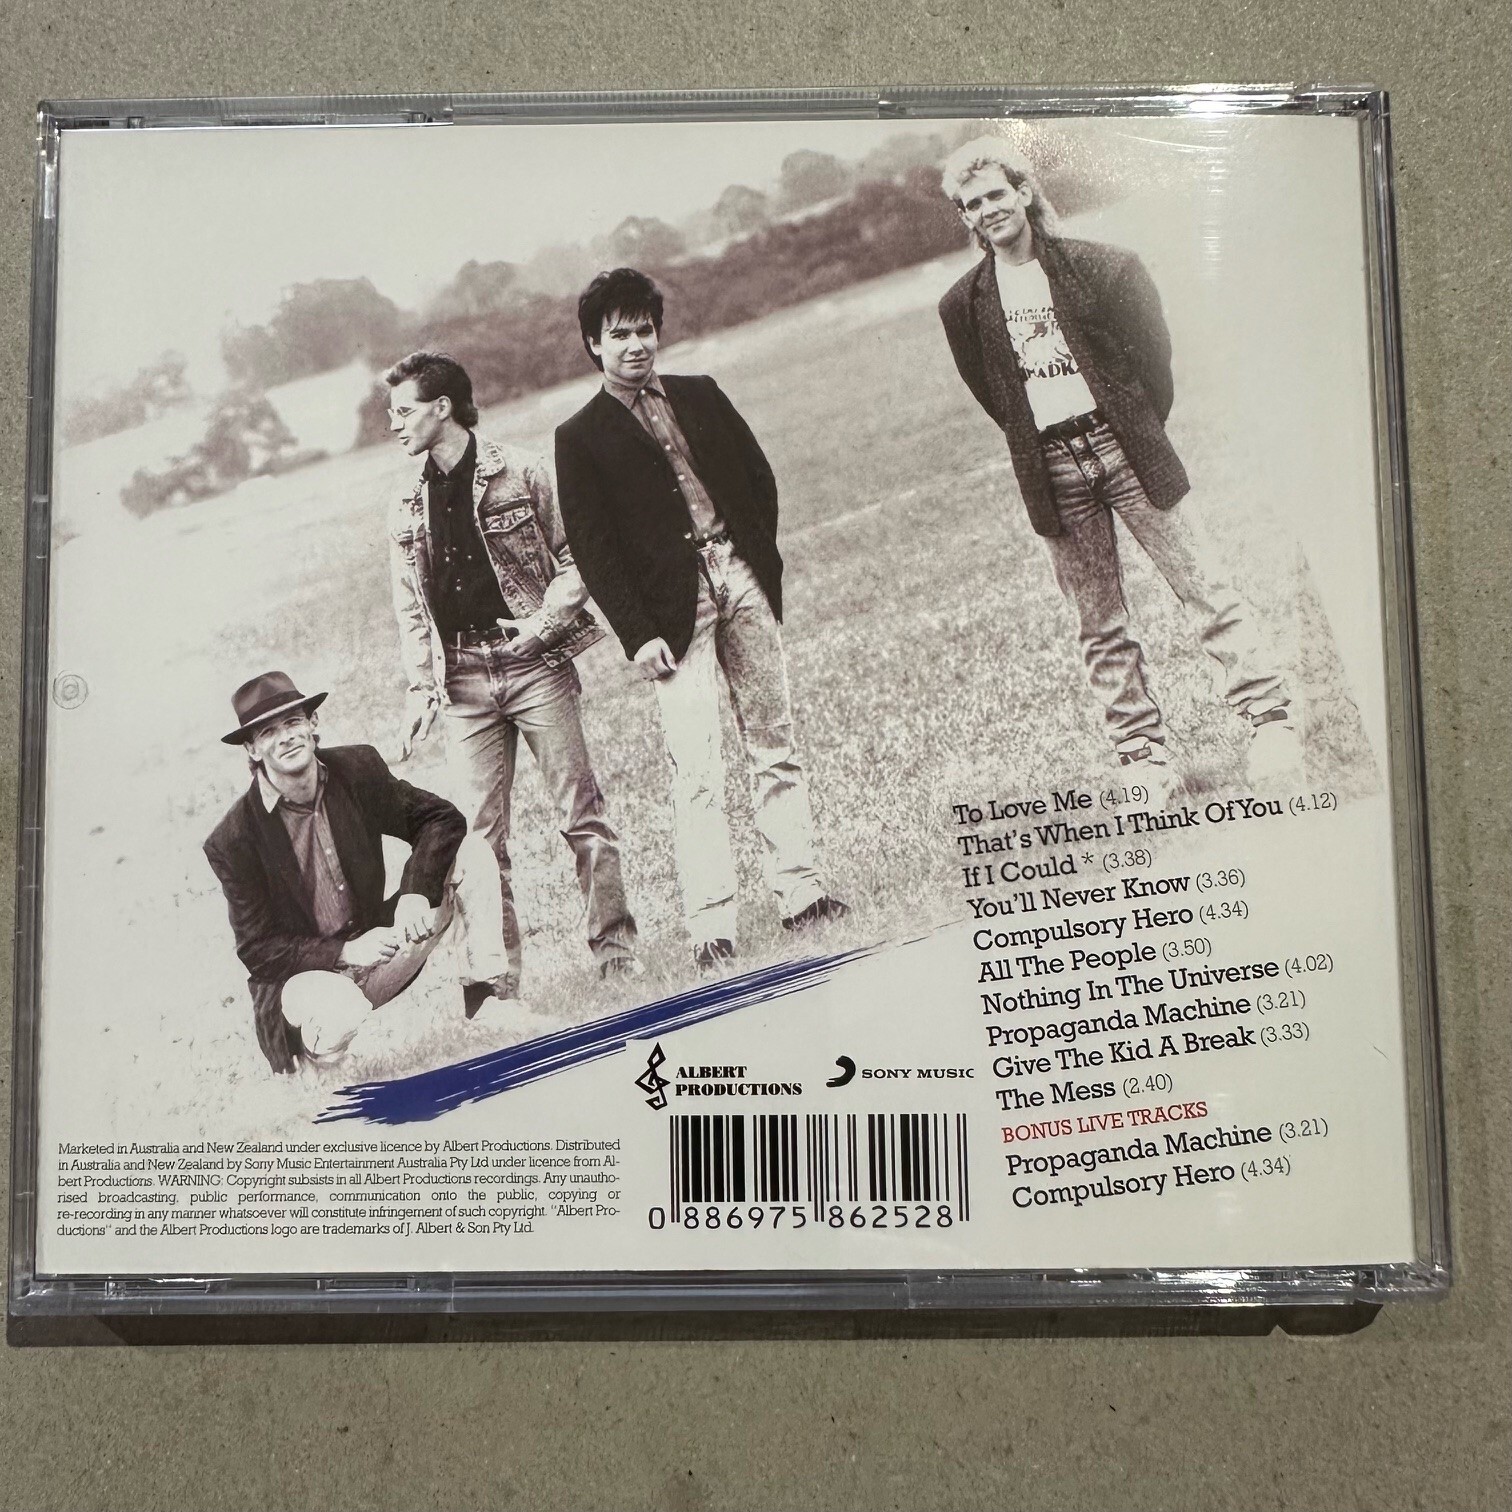 To Love Me (4.19)
That's When I Think Of You (4.12)
If I Could * (3.38)
You'll Never Know (3.36)
Compulsory Hero (4.34)
All The People (3.50)
Nothing In The Universe (4.02)
Propaganda Machine (3.21)
Give The Kid A Break (3.33)
The Mess (2.40)
BONUS LIVE TRACKS
Propaganda Machine (3.21)
Compulsory Hero (4.34)
ALBERT
PRODUCTIONS
SONY MUSIC
Marketed in Australia and New Zealand under exclusive licence by Albert Productions. Distributed
in Australia and New Zealand by Sony Music Entertainment Australia Pty Ltd under licence from Al-
bert Productions. WARNING: Copyright subsists in all Albert Productions recordings. Any unautho-
rised broadcasting, public performance, communication onto the public, copying or
re-recording in any manner whatsoever will constitute infringement of such copyright. "Albert Pro-
ductions" and the Albert Productions logo are trademarks of J. Albert & Son Pty Ltd.
0 886975 862528